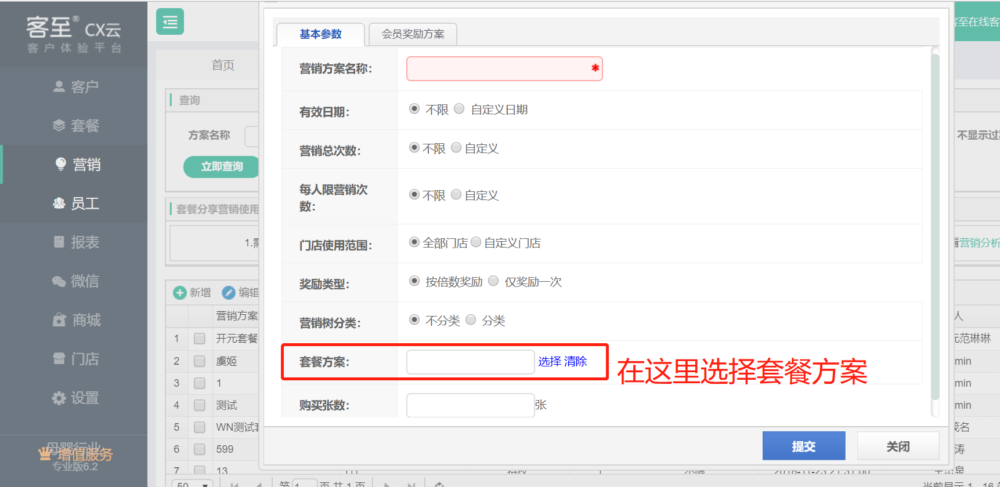 客至® CX云
客户体验平台
客户
套餐
营销
员工
报表
微信
商城
门店
设置
母婴行业
增值服务
专业版6.2
首页
查询
方案名称
立即查询
套餐分享营销使用
1.需
新增 编辑
营销方案
1 开元套餐
2 虞姬
3 1
4 测试
5 WN测试套
6 599
7 13
50 第 1 页 共 1 页
基本参数 会员奖励方案
营销方案名称： *
有效日期： 不限 自定义日期
营销总次数： 不限 自定义
每人限营销次
数： 不限 自定义
门店使用范围： 全部门店 自定义门店
奖励类型： 按倍数奖励 仅奖励一次
营销树分类： 不分类 分类
套餐方案： 选择 清除
在这里选择套餐方案
购买张数： 张
提交 关闭
客至在线客
不显示过
看营销分析
人
元范琳琳
min
min
min
茂名
涛
当前显示 1 - 16 条